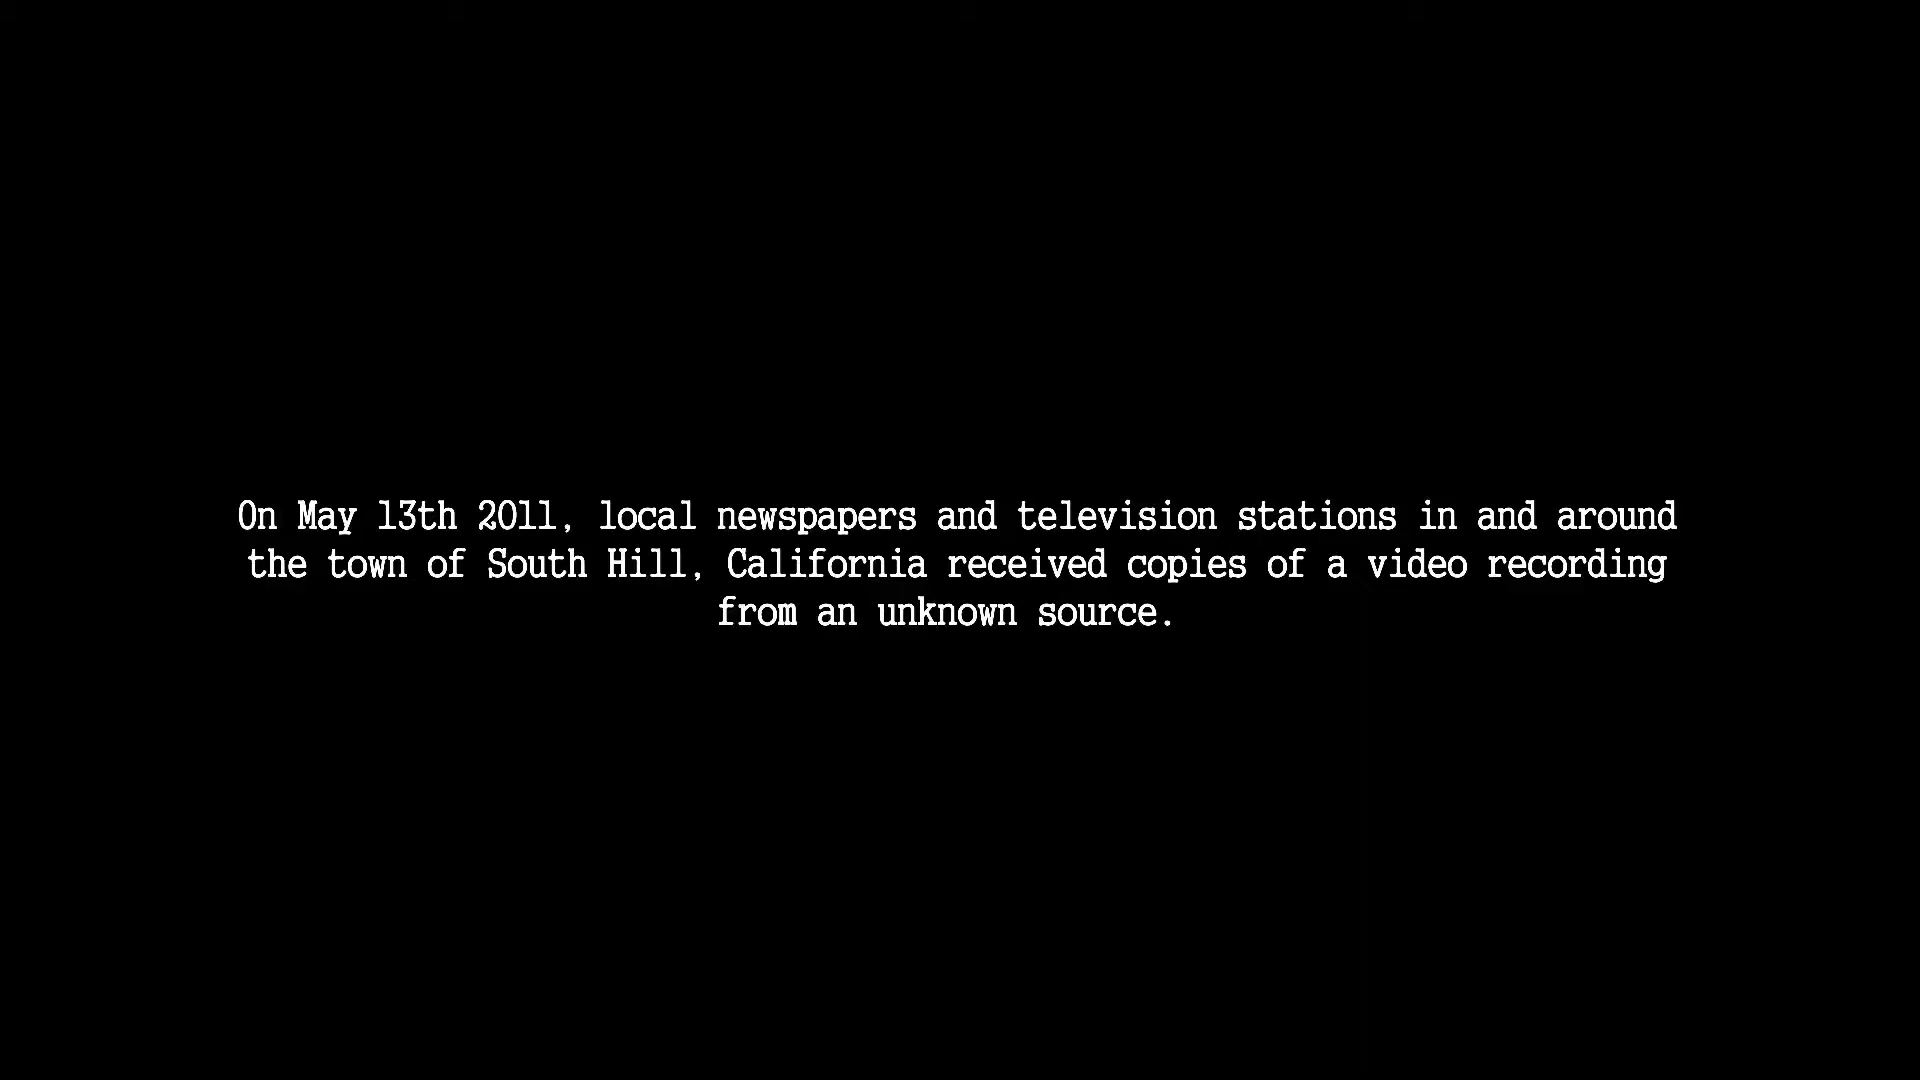 On May 13th 2011, local newspapers and television stations in and around
the town of South Hill, California received copies of a video recording
from an unknown source.